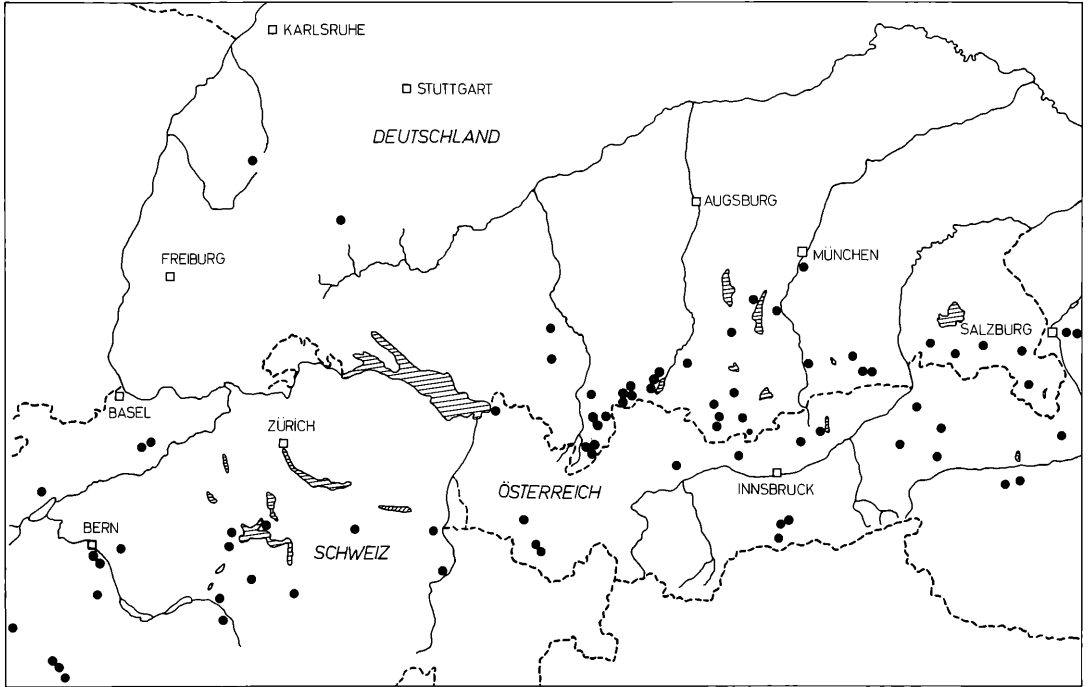 KARLSRUHE
STUTTGART
DEUTSCHLAND
AUGSBURG
FREIBURG
MÜNCHEN
SALZBURG
BASEL
ZÜRICH
ÖSTERREICH
INNSBRUCK
BERN
SCHWEIZ